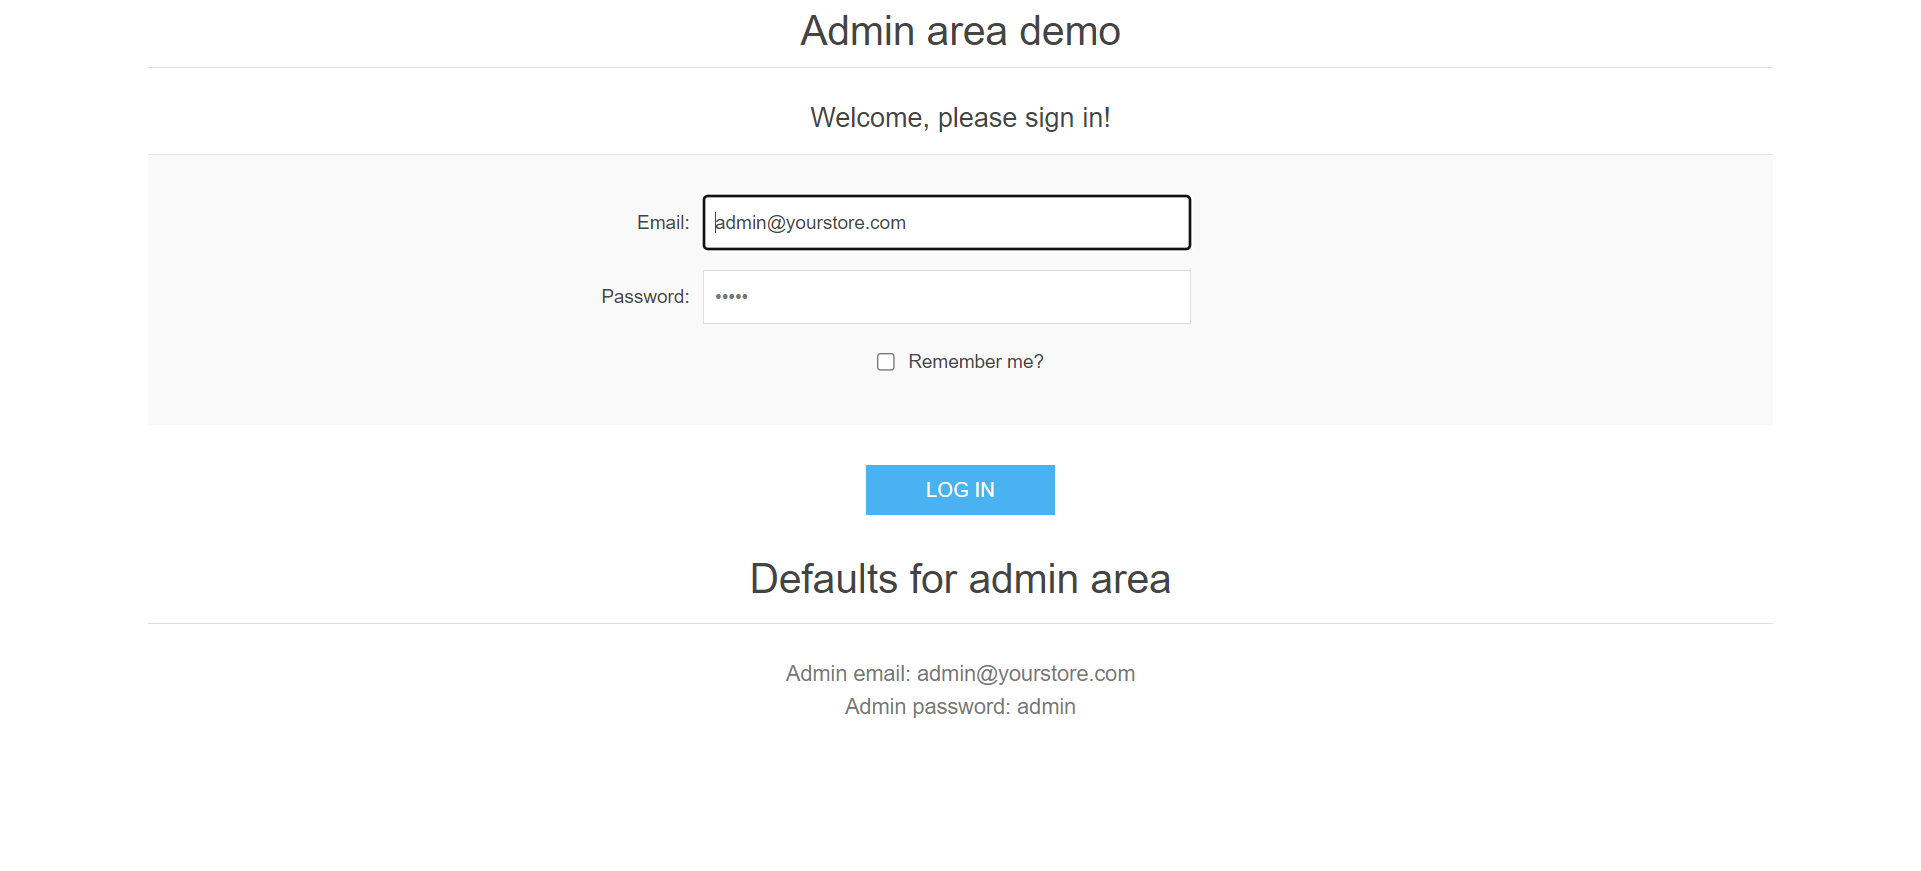 Admin area demo
Welcome, please sign in!
Email: admin@yourstore.com
Password: •••••
Remember me?
LOG IN
Defaults for admin area
Admin email: admin@yourstore.com
Admin password: admin